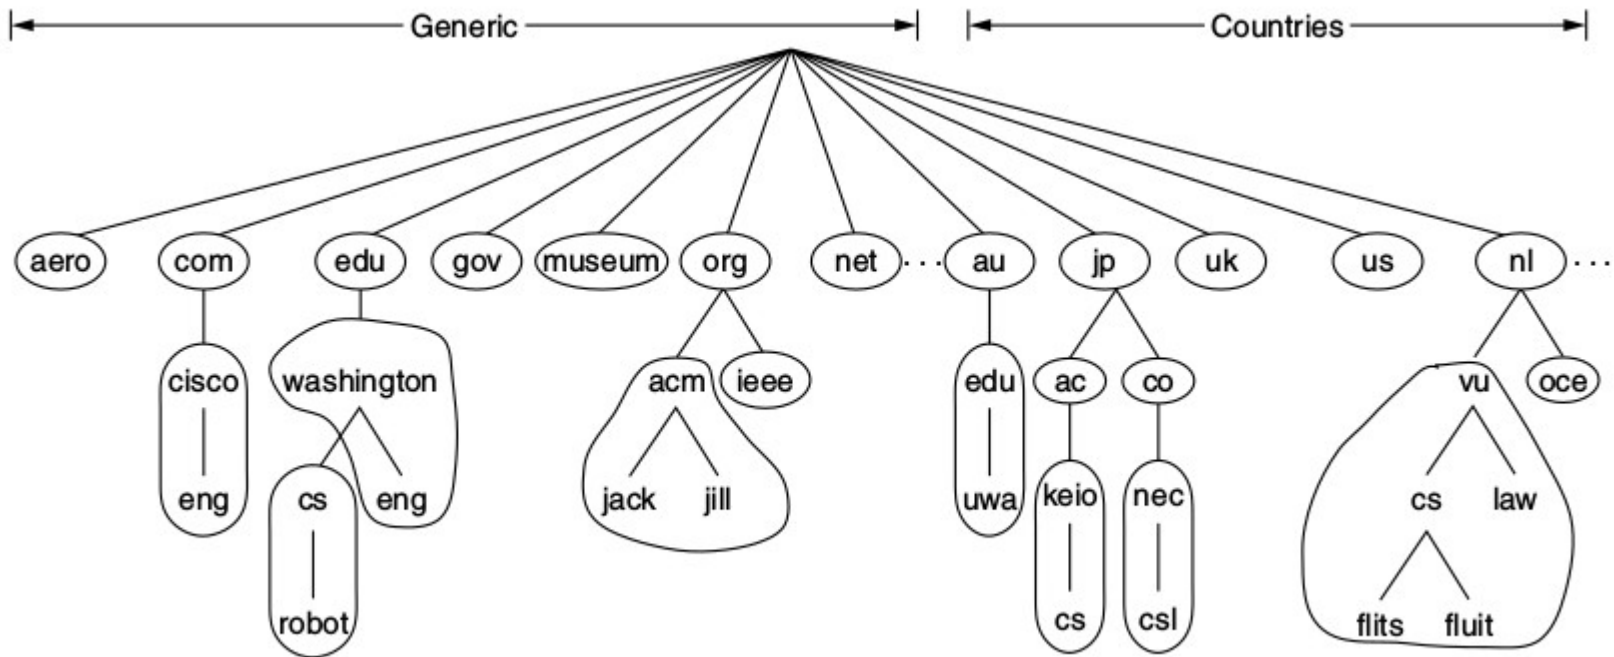 Generic Countries
aero com edu gov museum org net ... au jp uk us nl ...
cisco washington acm ieee edu ac co vu oce
eng cs eng jack jill uwa keio nec cs law
robot cs csl flits fluit